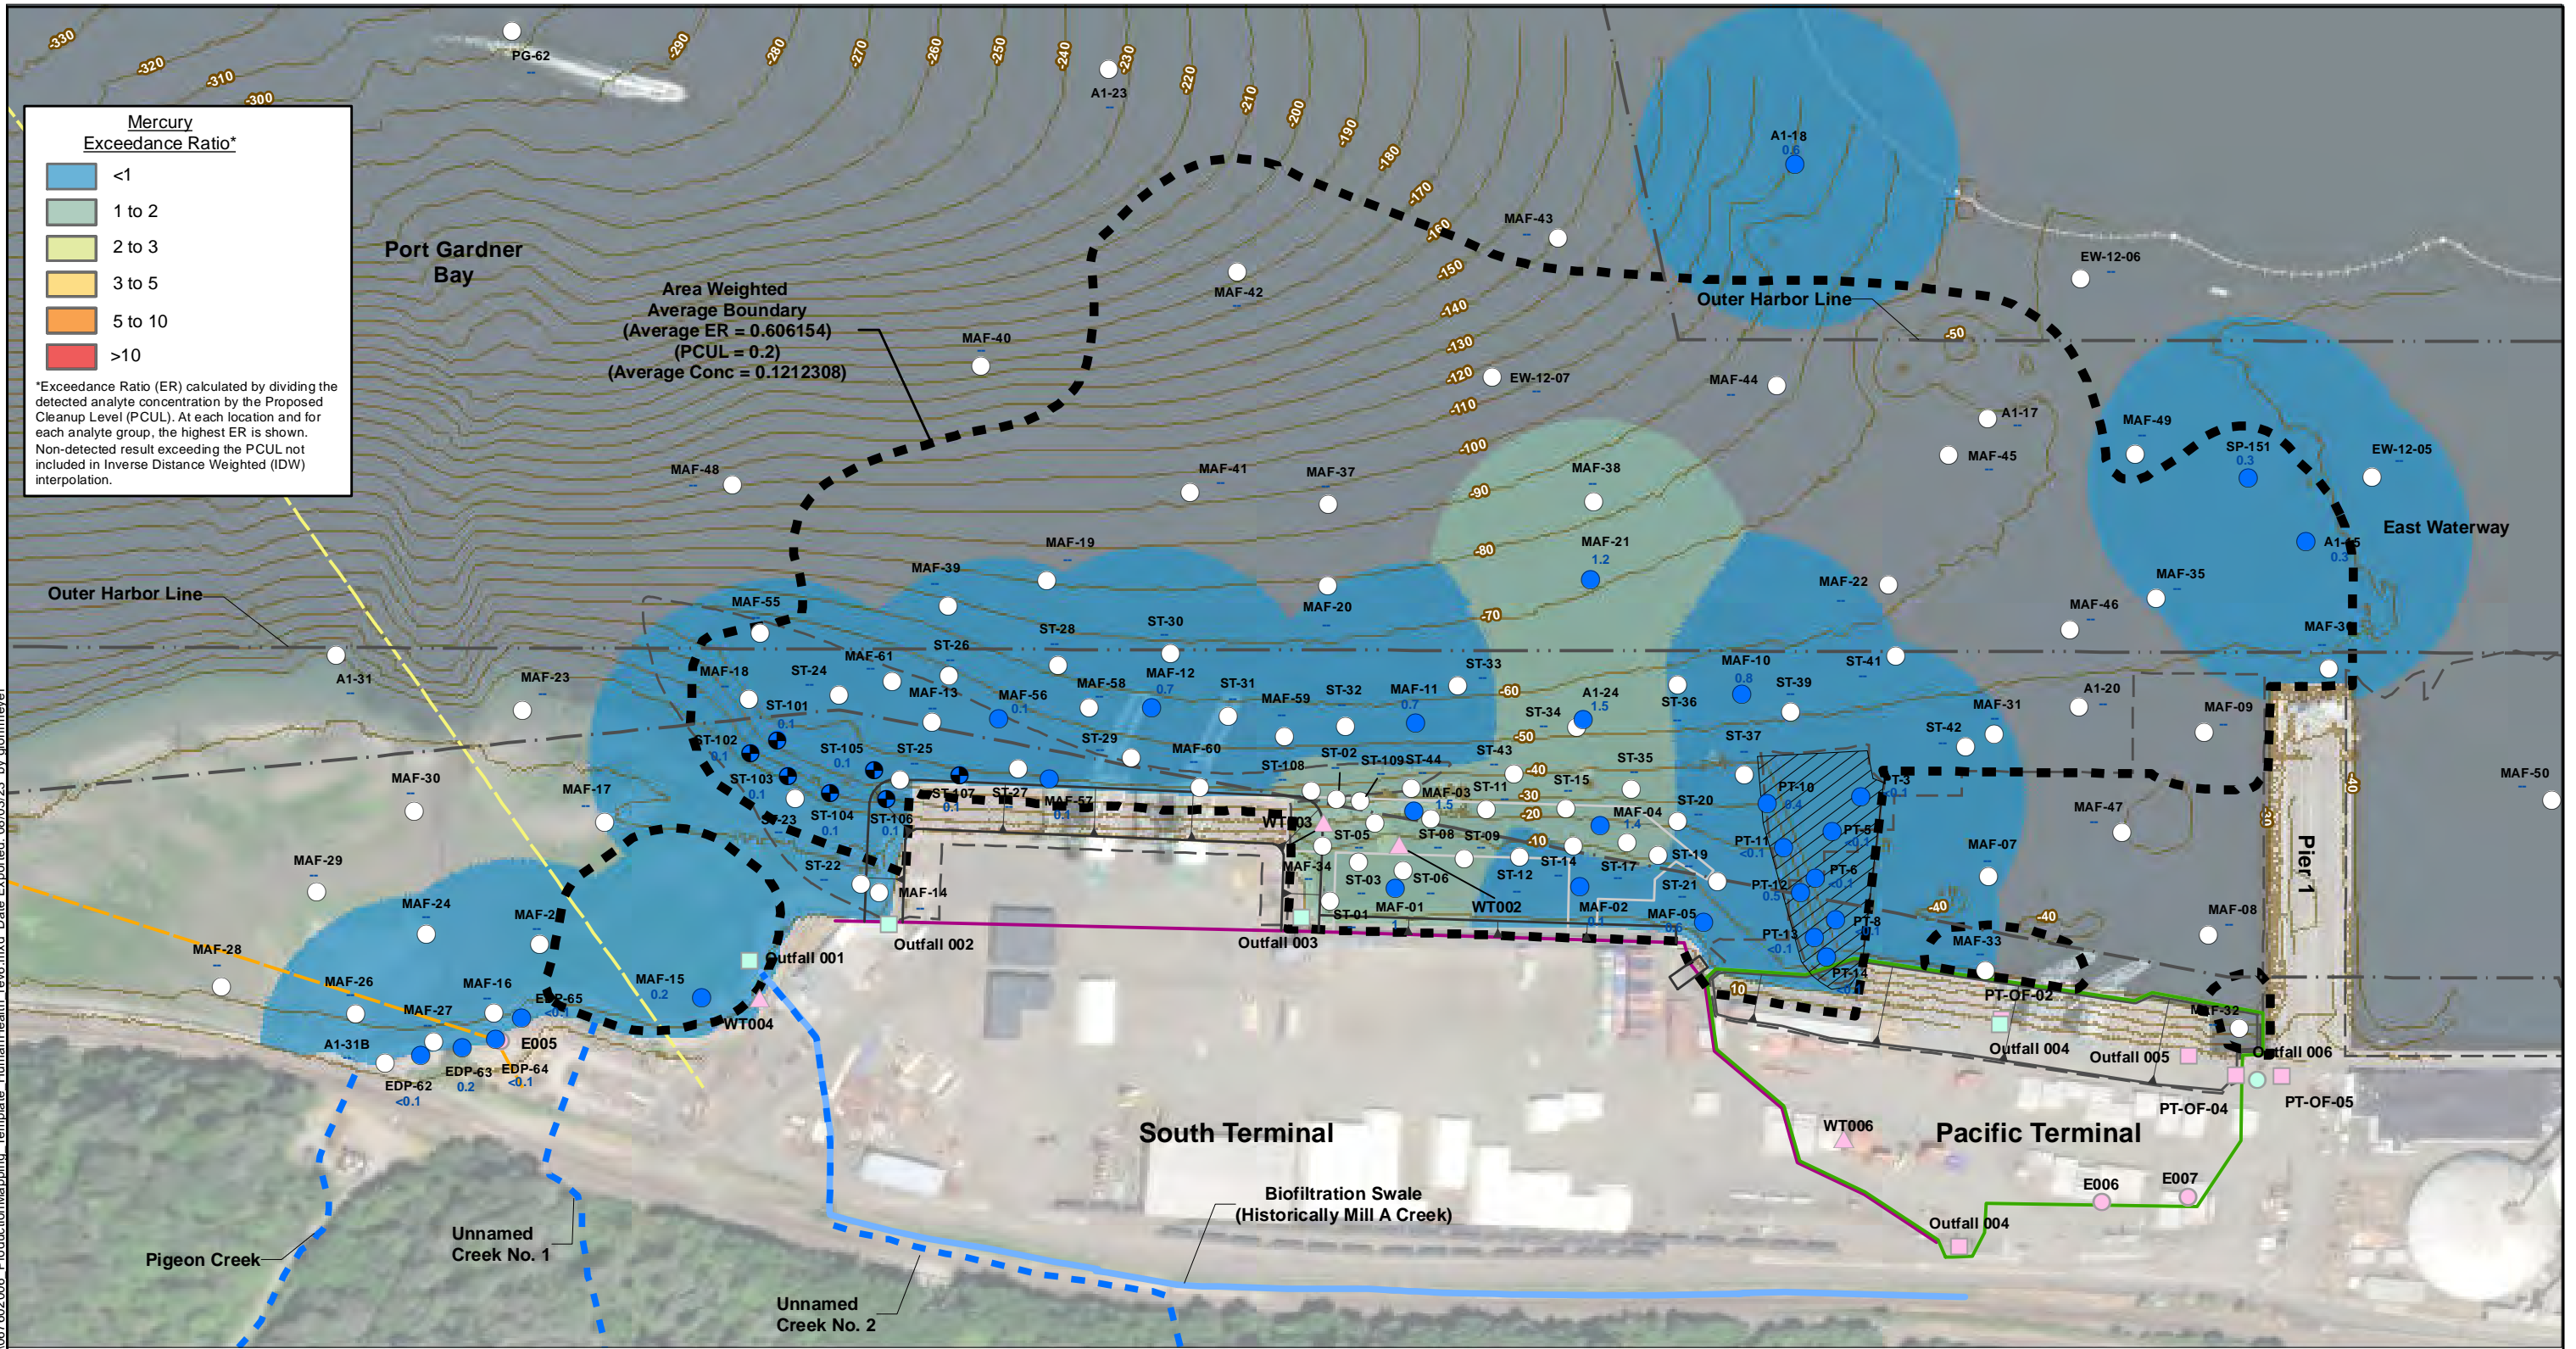 -330
-320
-310
-300
-290
-280
-270
-260
-250
-240
-230
-220
-210
-200
-190
-180
-170
-160
-150
-140
-130
-120
-110
-100
-90
-80
-70
-60
-50
-40
-30
-20
-10
PG-62
--
A1-23
--
A1-18
0.6
Mercury
Exceedance Ratio*
<1
1 to 2
2 to 3
3 to 5
5 to 10
>10
*Exceedance Ratio (ER) calculated by dividing the
detected analyte concentration by the Proposed
Cleanup Level (PCUL). At each location and for
each analyte group, the highest ER is shown.
Non-detected result exceeding the PCUL not
included in Inverse Distance Weighted (IDW)
interpolation.
Port Gardner
Bay
Area Weighted
Average Boundary
(Average ER = 0.606154)
(PCUL = 0.2)
(Average Conc = 0.1212308)
MAF-43
--
MAF-42
--
MAF-40
--
EW-12-06
--
Outer Harbor Line
-50
EW-12-07
--
MAF-44
--
A1-17
--
MAF-45
--
MAF-49
--
SP-151
0.3
EW-12-05
--
East Waterway
0.3
MAF-48
--
MAF-41
--
MAF-37
--
MAF-38
--
MAF-21
1.2
MAF-19
--
MAF-39
--
MAF-20
--
MAF-22
--
MAF-35
--
MAF-46
--
Outer Harbor Line
MAF-55
--
ST-28
--
ST-30
--
ST-26
--
MAF-61
--
ST-24
--
MAF-18
--
MAF-13
--
MAF-56
0.1
MAF-58
--
MAF-12
0.7
ST-31
--
MAF-59
--
ST-32
--
MAF-11
0.7
ST-33
--
A1-24
1.5
ST-34
--
ST-36
--
MAF-10
0.8
ST-39
--
ST-41
--
ST-42
--
MAF-31
--
A1-20
--
MAF-09
--
MAF-50
--
A1-31
--
MAF-23
--
MAF-30
--
MAF-17
--
MAF-29
--
ST-101
0.1
ST-102
0.1
ST-103
0.1
ST-104
0.1
ST-105
0.1
ST-106
0.1
ST-107
0.1
ST-25
--
ST-27
--
MAF-57
0.1
ST-29
--
MAF-60
--
ST-108
--
ST-02
--
ST-109
--
ST-44
--
ST-43
--
MAF-03
1.5
ST-11
--
ST-15
--
ST-35
--
MAF-04
1.4
ST-20
--
ST-37
--
PT-10
0.4
<0.1
PT-5
<0.1
PT-11
<0.1
PT-6
<0.1
PT-12
0.5
PT-8
<0.1
PT-13
<0.1
PT-14
<0.1
MAF-07
--
MAF-47
--
MAF-08
--
Pier 1
-30
-40
ST-22
--
MAF-14
--
ST-05
--
ST-08
--
ST-09
--
MAF-34
--
ST-03
--
ST-06
--
ST-12
--
ST-14
--
ST-17
--
ST-19
--
ST-21
--
ST-01
--
MAF-01
1
WT002
MAF-02
MAF-05
-40
-40
MAF-33
--
MAF-24
--
MAF-28
--
MAF-26
--
MAF-27
--
MAF-16
--
MAF-15
0.2
WT004
A1-31B
--
EDP-62
<0.1
EDP-63
0.2
EDP-64
<0.1
E005
Outfall 001
Outfall 002
Outfall 003
10
PT-OF-02
Outfall 004
Outfall 005
PT-OF-04
PT-OF-05
South Terminal
Pacific Terminal
WT006
E006
E007
Outfall 004
Biofiltration Swale
(Historically Mill A Creek)
Pigeon Creek
Unnamed
Creek No. 1
Unnamed
Creek No. 2